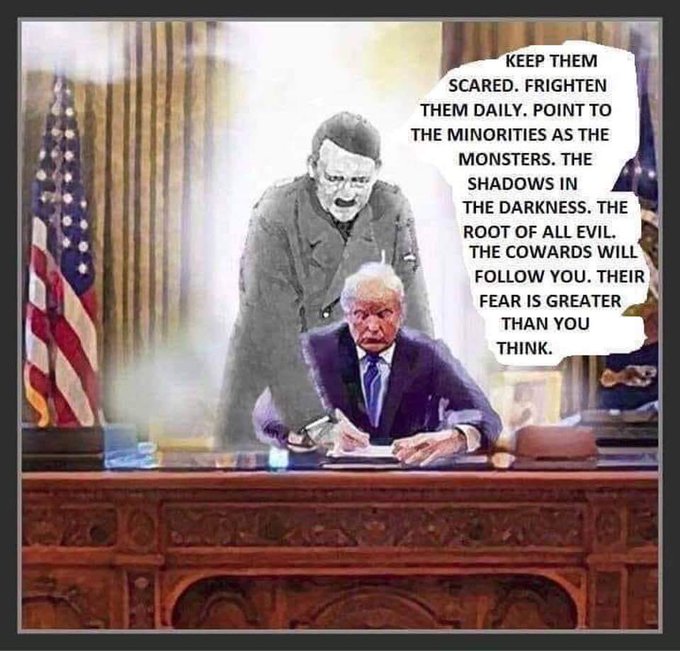 KEEP THEM
SCARED. FRIGHTEN
THEM DAILY. POINT TO
THE MINORITIES AS THE
MONSTERS. THE
SHADOWS IN
THE DARKNESS. THE
ROOT OF ALL EVIL.
THE COWARDS WILL
FOLLOW YOU. THEIR
FEAR IS GREATER
THAN YOU
THINK.